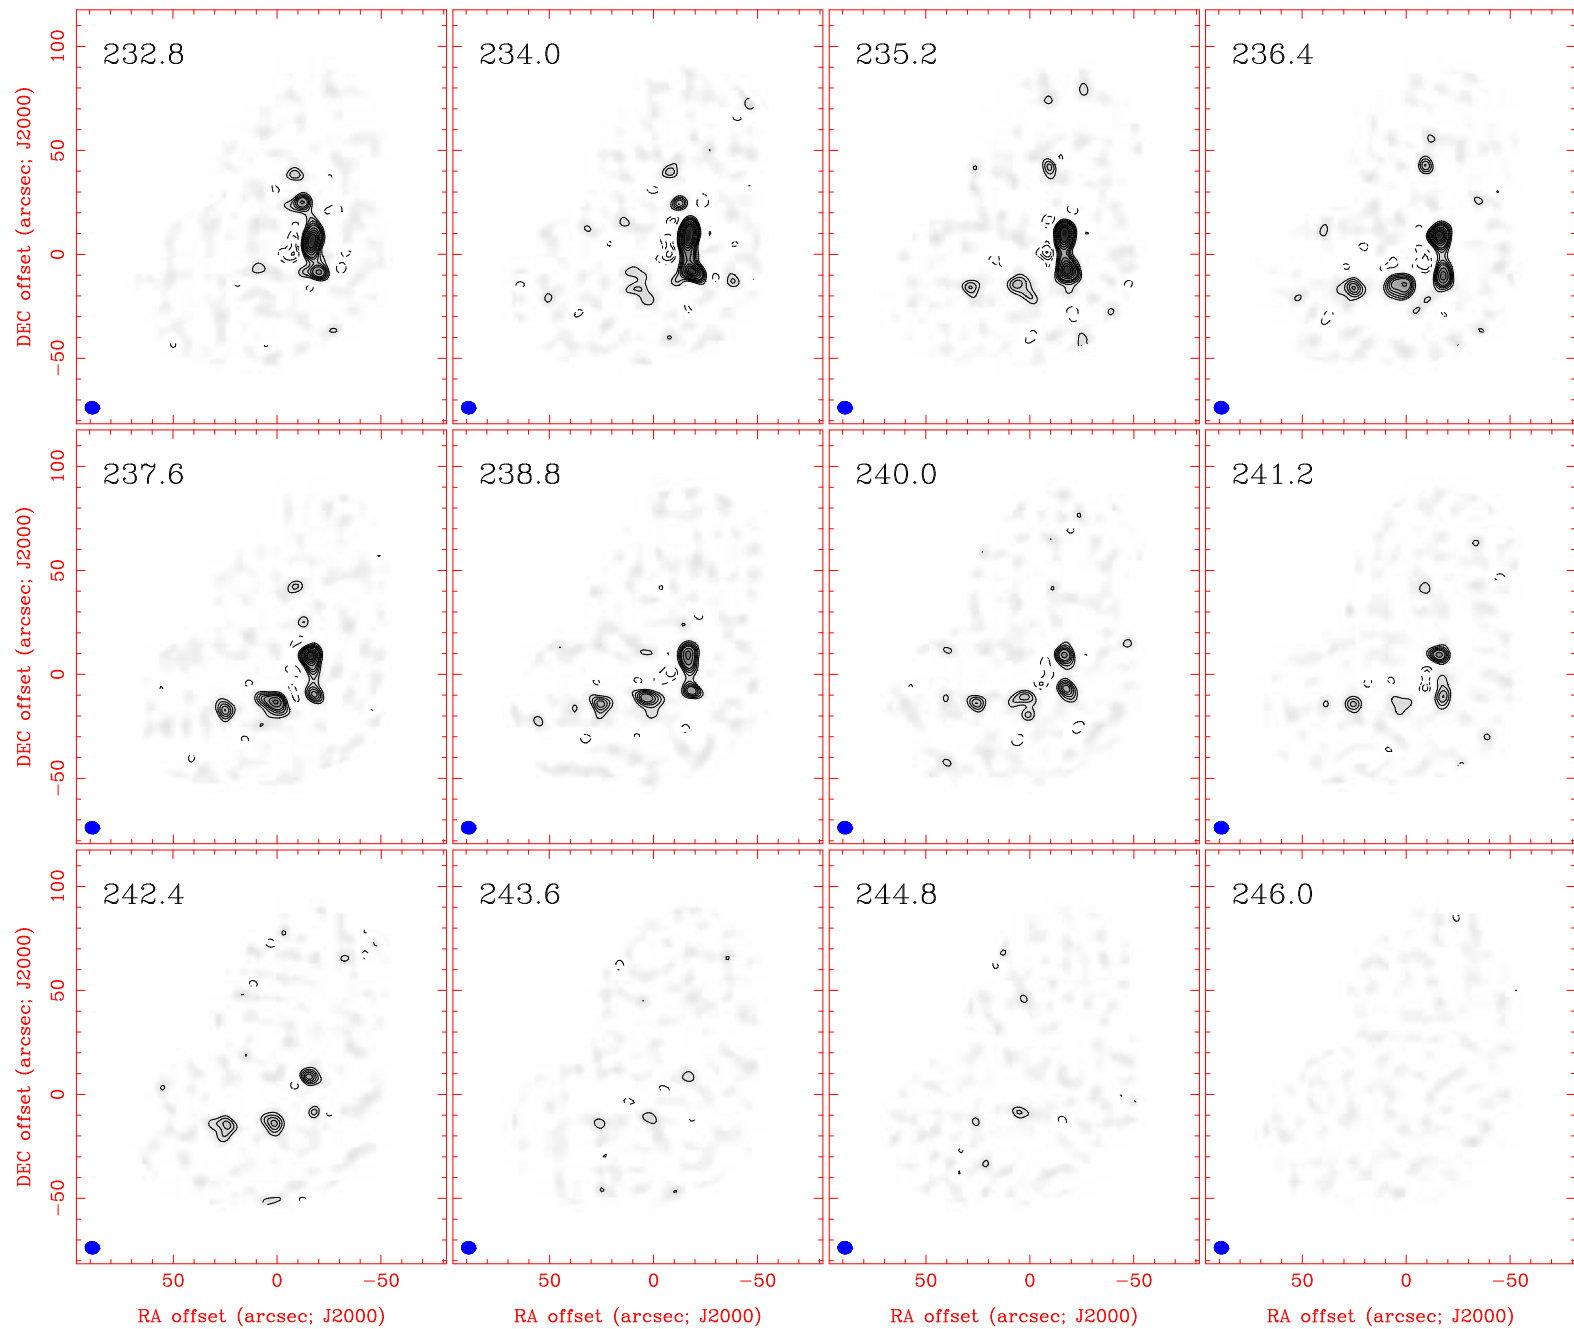 232.8 234.0 235.2 236.4
DEC offset (arcsec; J2000)
100
50
0
−50
237.6 238.8 240.0 241.2
DEC offset (arcsec; J2000)
100
50
0
−50
242.4 243.6 244.8 246.0
DEC offset (arcsec; J2000)
100
50
0
−50
50 0 −50 50 0 −50 50 0 −50 50 0 −50
RA offset (arcsec; J2000) RA offset (arcsec; J2000) RA offset (arcsec; J2000) RA offset (arcsec; J2000)